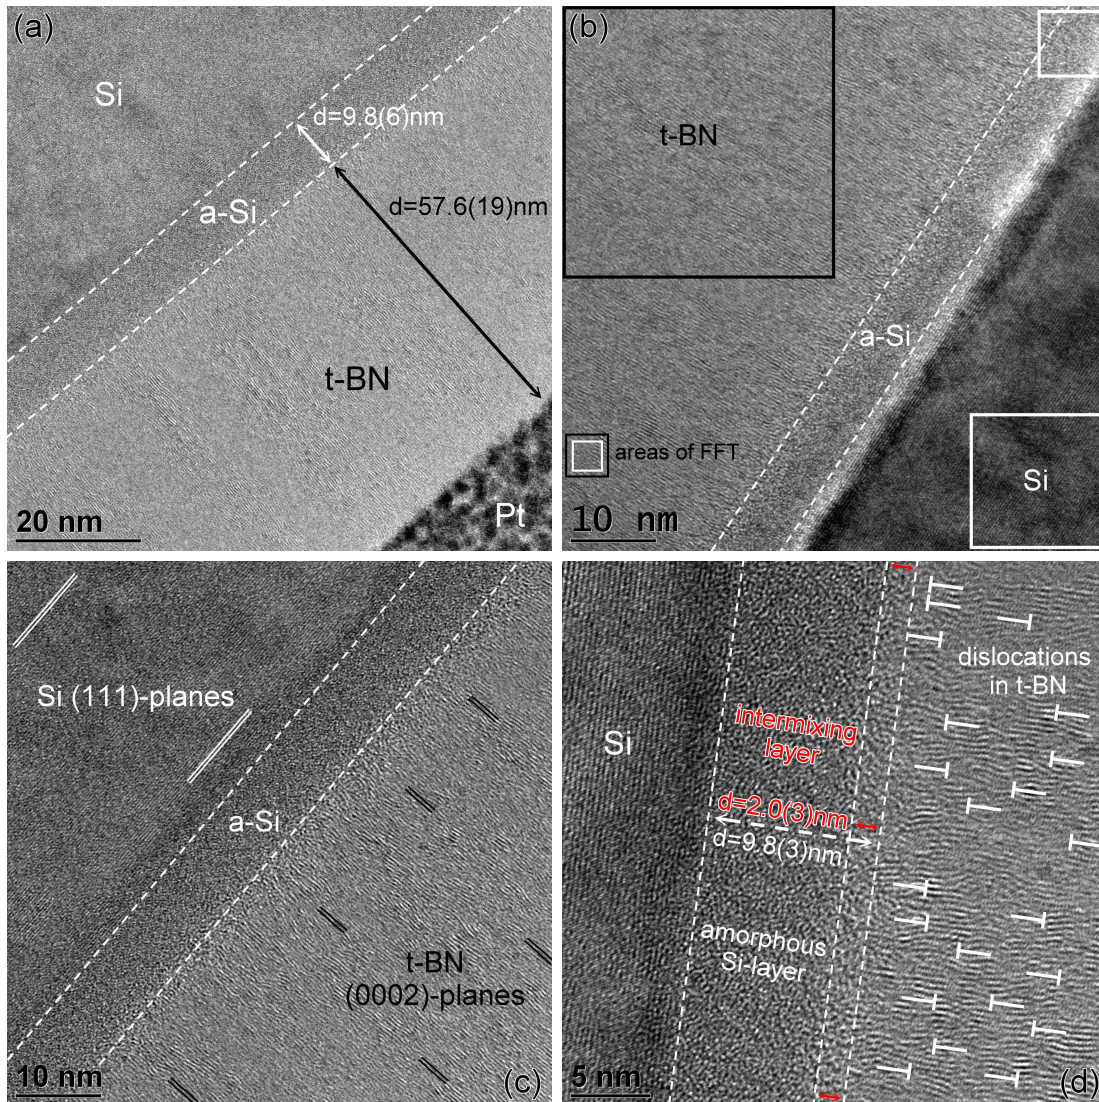 (a)
Si
d=9.8(6)nm
a-Si
d=57.6(19)nm
t-BN
Pt
20 nm
(b)
t-BN
a-Si
areas of FFT
Si
10 nm
Si (111)-planes
a-Si
t-BN
(0002)-planes
10 nm
(c)
dislocations
in t-BN
Si
intermixing
layer
d=2.0(3)nm
d=9.8(3)nm
amorphous
Si-layer
5 nm
(d)